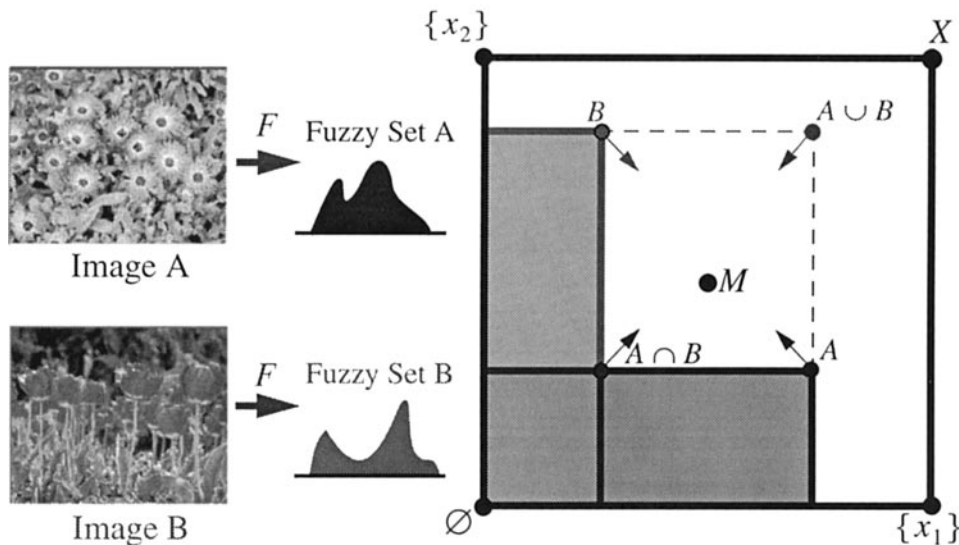 F
Fuzzy Set A
Image A
F
Fuzzy Set B
Image B
{x₂}
X
B
A ∪ B
M
A ∩ B
A
∅
{x₁}